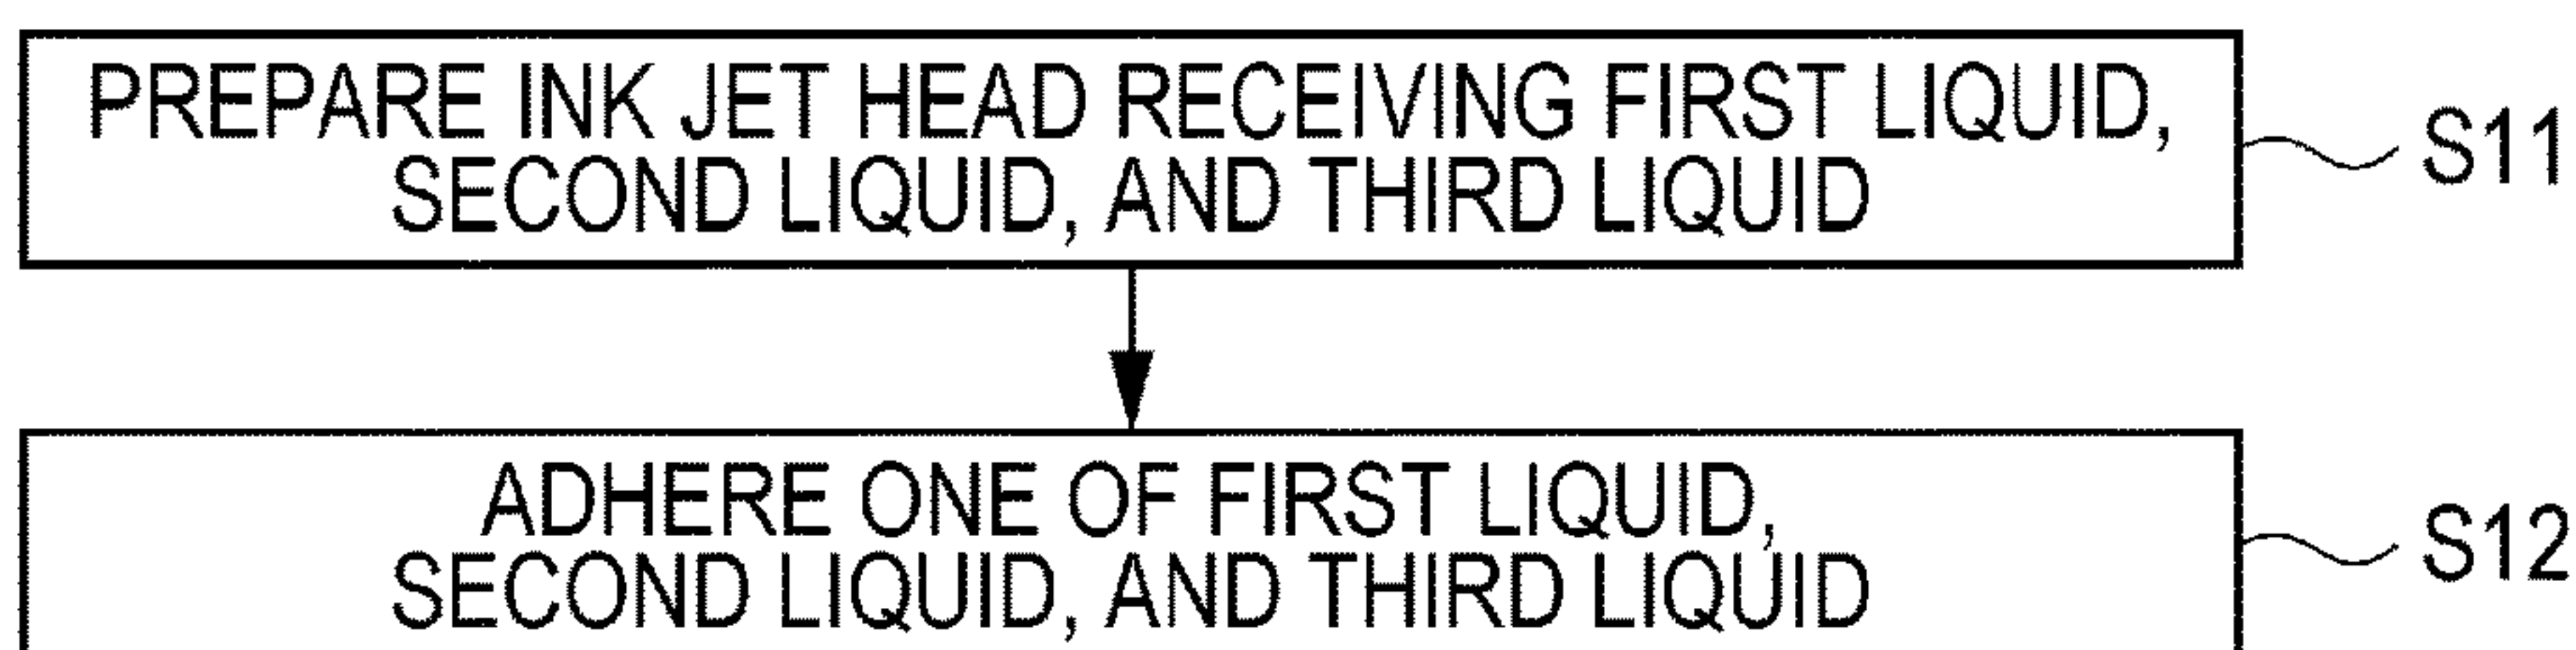 PREPARE INK JET HEAD RECEIVING FIRST LIQUID,
SECOND LIQUID, AND THIRD LIQUID
S11
ADHERE ONE OF FIRST LIQUID,
SECOND LIQUID, AND THIRD LIQUID
S12